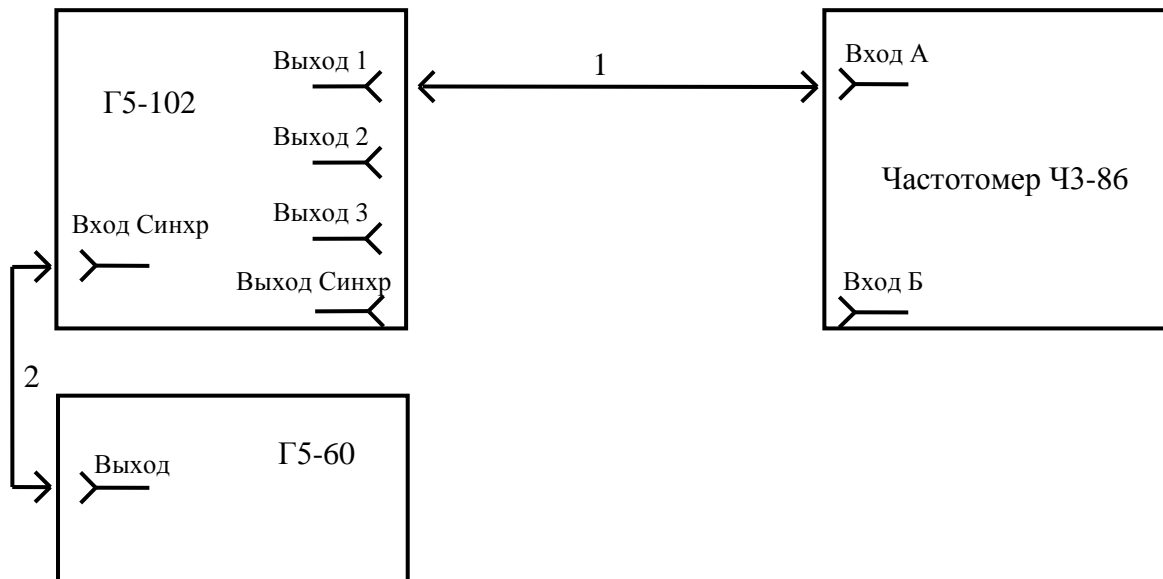 Выход 1
1
Вход А
Г5-102
Выход 2
Частотомер Ч3-86
Выход 3
Вход Синхр
Выход Синхр
Вход Б
2
Г5-60
Выход